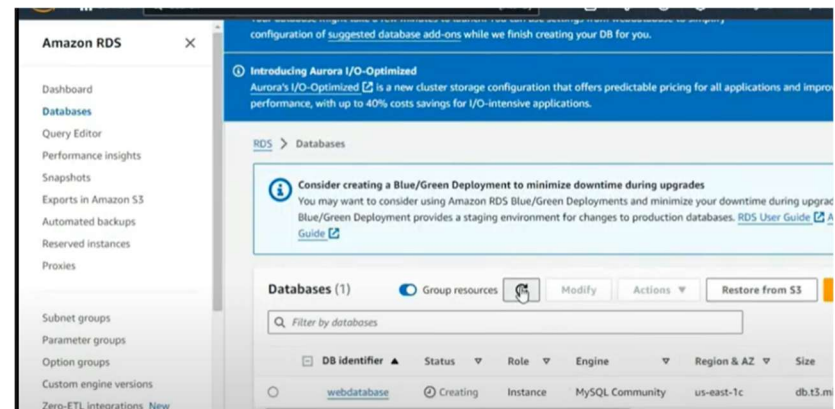 Amazon RDS
Dashboard
Databases
Query Editor
Performance insights
Snapshots
Exports in Amazon S3
Automated backups
Reserved instances
Proxies
Subnet groups
Parameter groups
Option groups
Custom engine versions
Zero-ETL integrations New
configuration of suggested database add-ons while we finish creating your DB for you.
Introducing Aurora I/O-Optimized
Aurora's I/O-Optimized is a new cluster storage configuration that offers predictable pricing for all applications and improv
performance, with up to 40% costs savings for I/O-intensive applications.
RDS > Databases
Consider creating a Blue/Green Deployment to minimize downtime during upgrades
You may want to consider using Amazon RDS Blue/Green Deployments and minimize your downtime during upgrad
Blue/Green Deployment provides a staging environment for changes to production databases. RDS User Guide A
Guide
Databases (1) Group resources Modify Actions Restore from S3
Filter by databases
DB identifier Status Role Engine Region & AZ Size
webdatabase Creating Instance MySQL Community us-east-1c db.t3.m